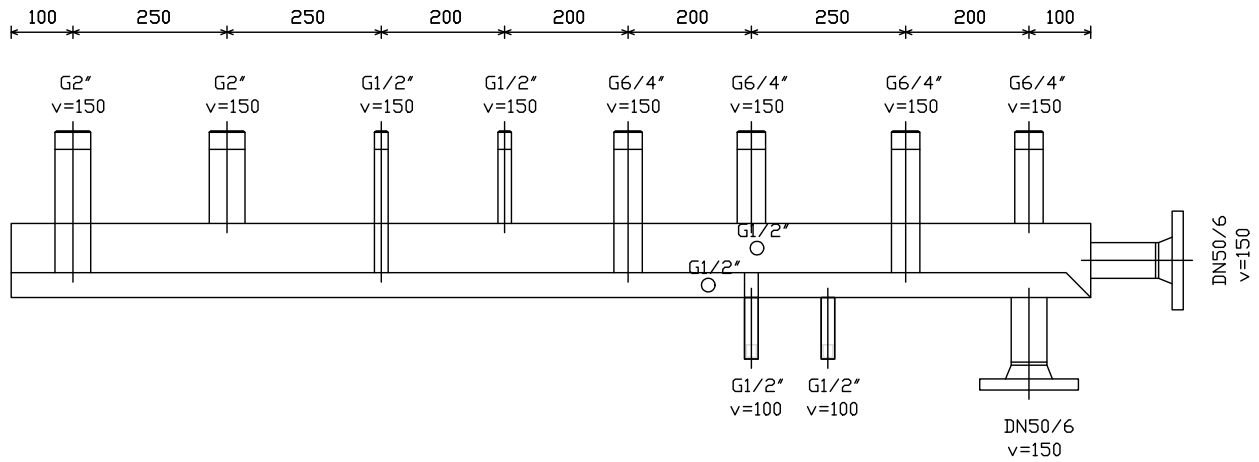 100 250 250 200 200 200 250 200 100
G2″ G2″ G1/2″ G1/2″ G6/4″ G6/4″ G6/4″ G6/4″
v=150 v=150 v=150 v=150 v=150 v=150 v=150 v=150
G1/2″
G1/2″
DN50/6
v=150
G1/2″ G1/2″
v=100 v=100
DN50/6
v=150